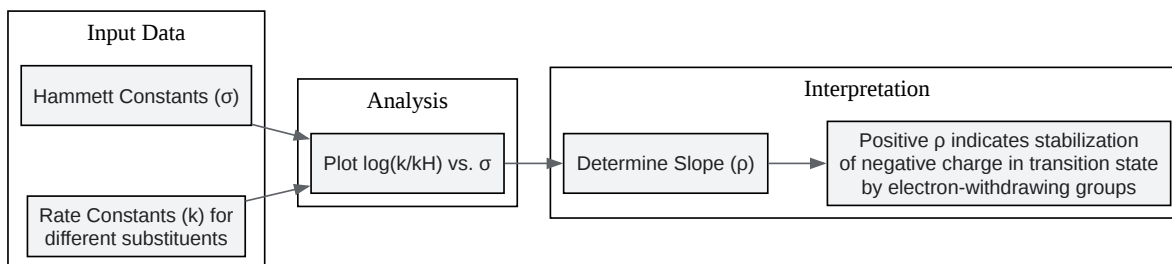 Input Data
Hammett Constants (σ)
Rate Constants (k) for
different substituents
Analysis
Plot log(k/kH) vs. σ
Interpretation
Determine Slope (ρ)
Positive ρ indicates stabilization
of negative charge in transition state
by electron-withdrawing groups